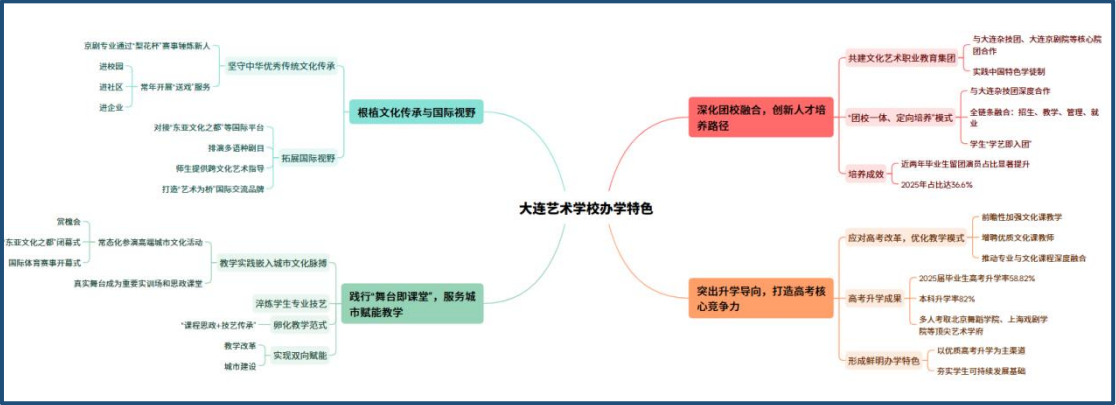 大连艺术学校办学特色
深化团校融合，创新人才培
养路径
共建文化艺术职业教育集团
与大连杂技团、大连京剧院等核心院
团合作
实践中国特色学徒制
"团校一体、定向培养"模式
与大连杂技团深度合作
全链条融合：招生、教学、管理、就
业
学生"学艺即入团"
培养成效
近两年毕业生留团演员占比显著提升
2025年占比达36.6%
突出升学导向，打造高考核
心竞争力
应对高考改革，优化教学模式
前瞻性加强文化课教学
增聘优质文化课教师
推动专业与文化课程深度融合
高考升学成果
2025届毕业生高考升学率58.82%
本科升学率82%
多人考取北京舞蹈学院、上海戏剧学
院等顶尖艺术学府
形成鲜明办学特色
以优质高考升学为主渠道
夯实学生可持续发展基础
根植文化传承与国际视野
坚守中华优秀传统文化传承
京剧专业通过"梨花杯"赛事锤炼新人
常年开展"送戏"服务
进校园
进社区
进企业
拓展国际视野
对接"东亚文化之都"等国际平台
排演多语种剧目
师生提供跨文化艺术指导
打造"艺术为桥"国际交流品牌
践行"舞台即课堂"，服务城
市赋能教学
教学实践嵌入城市文化脉搏
常态化参演高端城市文化活动
赏槐会
东亚文化之都"闭幕式
国际体育赛事开幕式
真实舞台成为重要实训场和思政课堂
淬炼学生专业技艺
孵化教学范式
"课程思政+技艺传承"
实现双向赋能
教学改革
城市建设